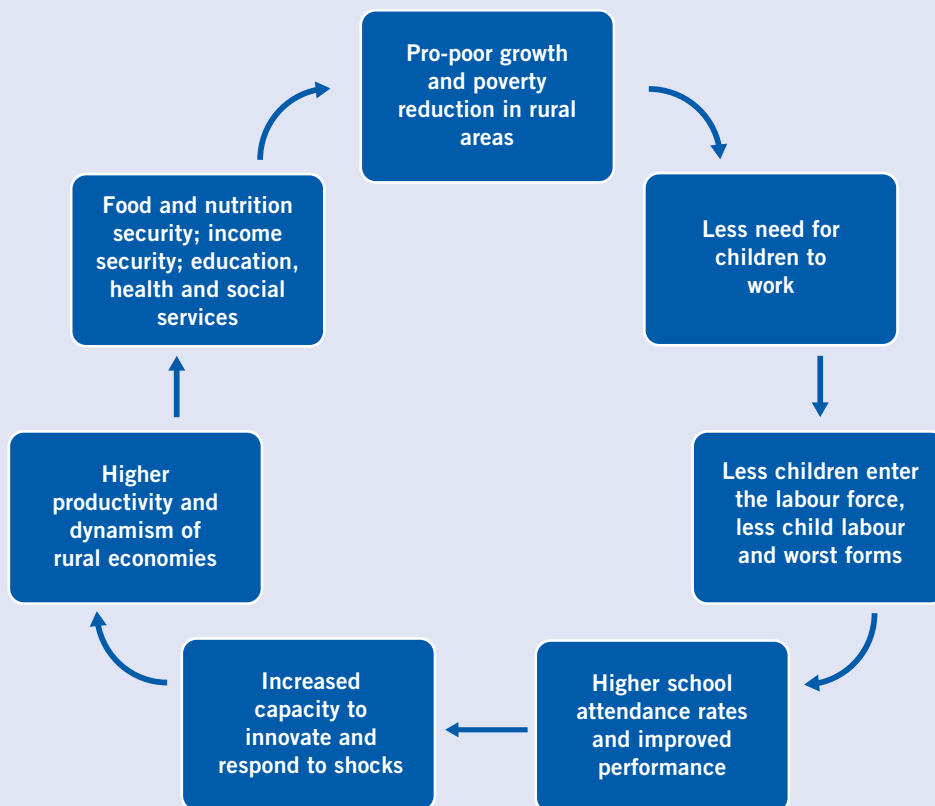 Pro-poor growth
and poverty
reduction in rural
areas
Less need for
children to
work
Less children enter
the labour force,
less child labour
and worst forms
Higher school
attendance rates
and improved
performance
Increased
capacity to
innovate and
respond to shocks
Higher
productivity and
dynamism of
rural economies
Food and nutrition
security; income
security; education,
health and social
services